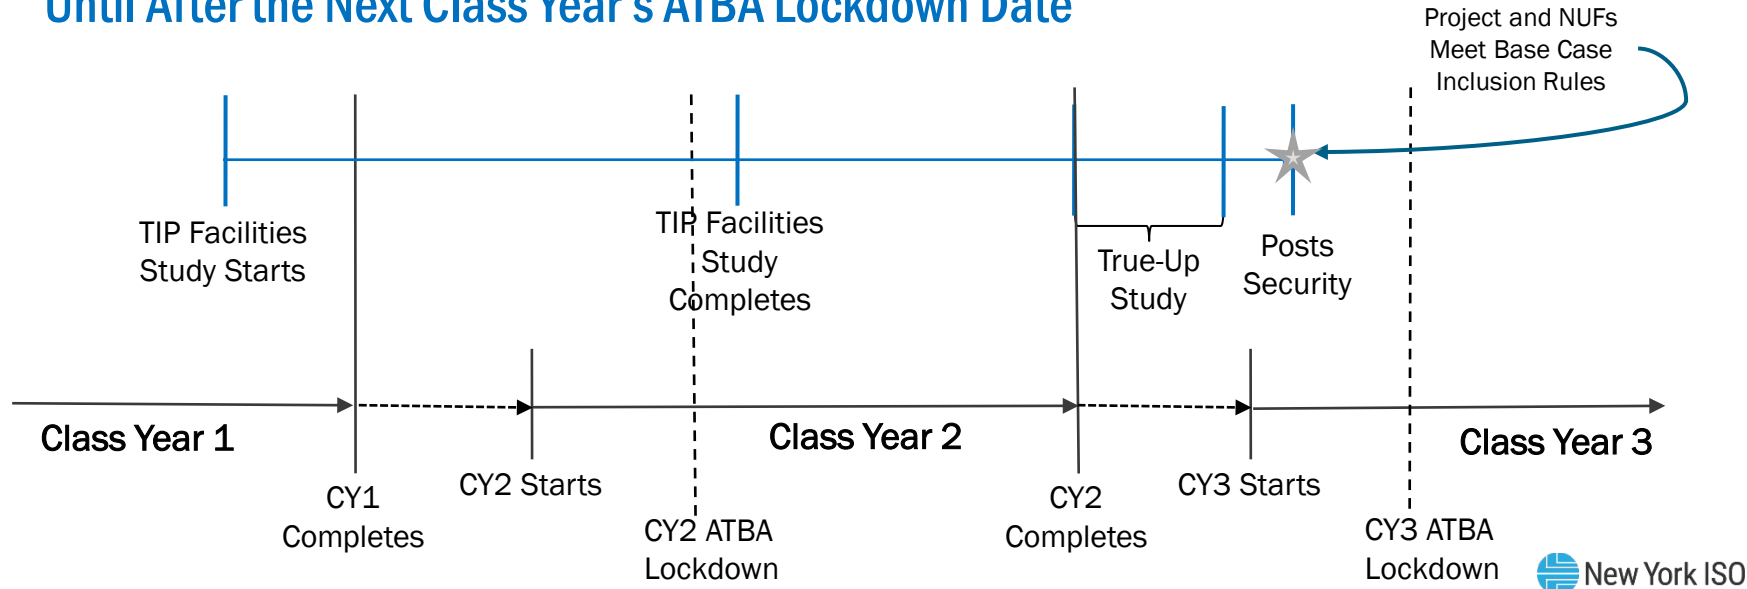 Until After the Next Class Year's ATBA Lockdown Date
Project and NUFs
Meet Base Case
Inclusion Rules
TIP Facilities
Study Starts
TIP Facilities
Study
Completes
True-Up
Study
Posts
Security
Class Year 1
Class Year 2
Class Year 3
CY1
Completes
CY2 Starts
CY2 ATBA
Lockdown
CY2
Completes
CY3 Starts
CY3 ATBA
Lockdown
New York ISO